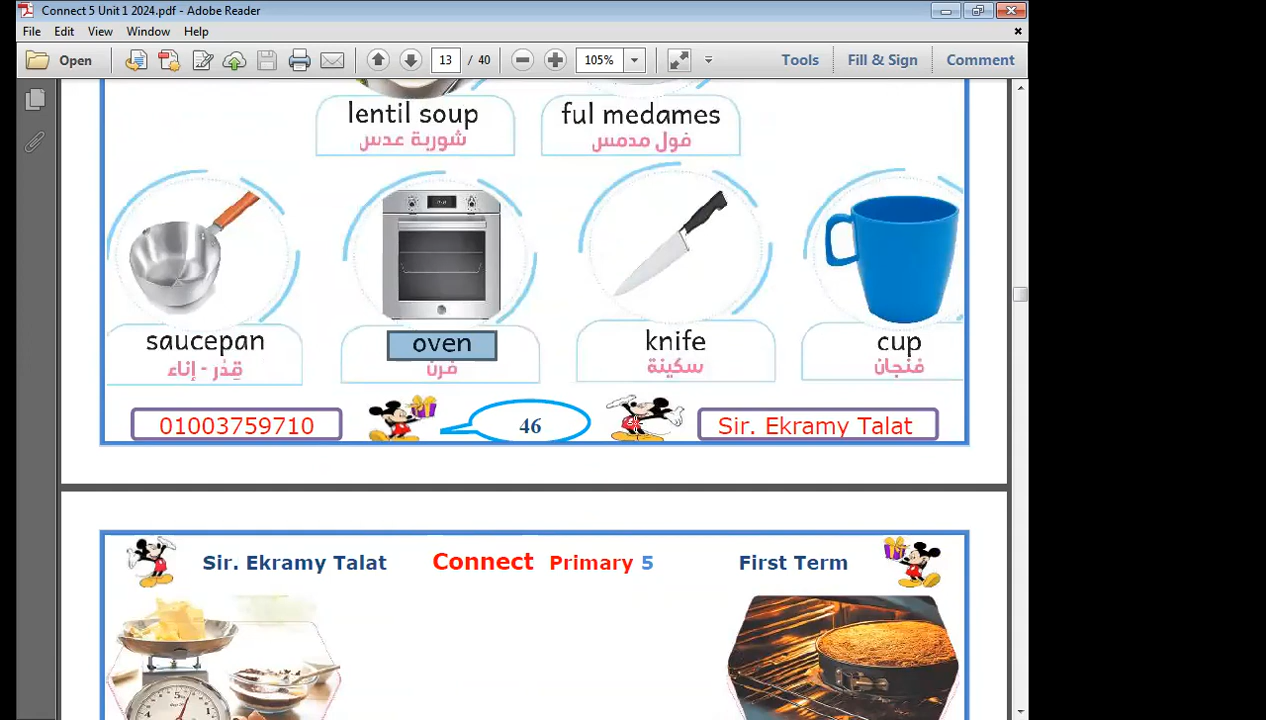 Connect 5 Unit 1 2024.pdf - Adobe Reader
File Edit View Window Help
Open 13 / 40 105% Tools Fill & Sign Comment
lentil soup ful medames
شوربة عدس فول مدمس
saucepan oven knife cup
قِدْر - إناء فرن سكينة فنجان
01003759710 46 Sir. Ekramy Talat
Sir. Ekramy Talat Connect Primary 5 First Term